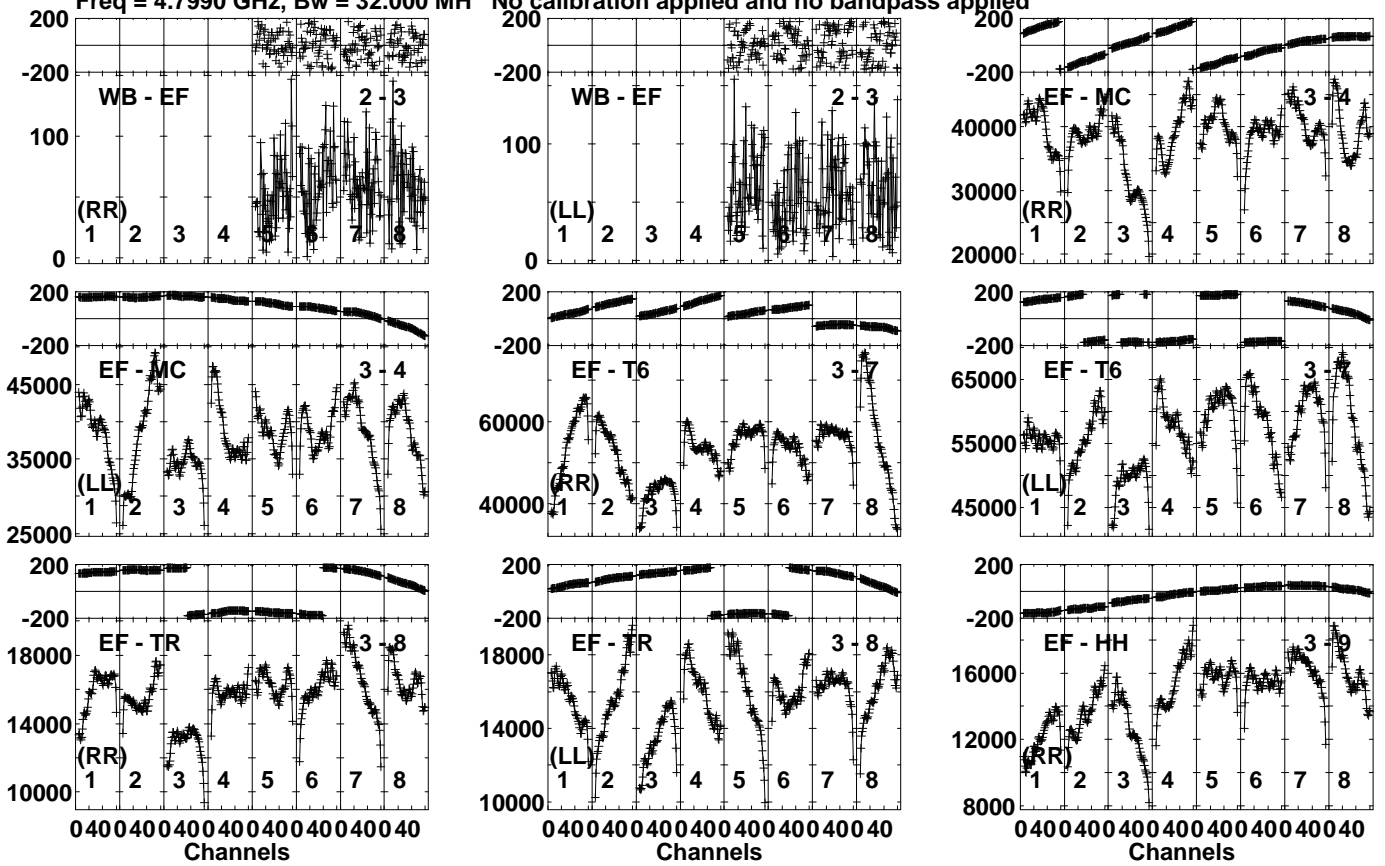 Freq = 4.7990 GHz, Bw = 32.000 MH No calibration applied and no bandpass applied
200
-200
WB - EF 2 - 3
100
(RR)
1 2 3 4 5 6 7 8
0
200
-200
WB - EF 2 - 3
100
(LL)
1 2 3 4 5 6 7 8
0
200
-200
EF - MC 3 - 4
40000
30000
(RR)
1 2 3 4 5 6 7 8
20000
200
-200
EF - MC 3 - 4
45000
35000
(LL)
1 2 3 4 5 6 7 8
25000
200
-200
EF - T6 3 - 7
60000
(RR)
40000
1 2 3 4 5 6 7 8
200
-200
EF - T6 3 - 7
65000
55000
(LL)
45000
1 2 3 4 5 6 7 8
200
-200
EF - TR 3 - 8
18000
14000
(RR)
1 2 3 4 5 6 7 8
10000
200
-200
EF - TR 3 - 8
18000
14000
(LL)
1 2 3 4 5 6 7 8
10000
200
-200
EF - HH 3 - 9
16000
12000
(RR)
1 2 3 4 5 6 7 8
8000
0 40 0 40 0 40 0 40 0 40 0 40 0 40 0 40
Channels
0 40 0 40 0 40 0 40 0 40 0 40 0 40 0 40
Channels
0 40 0 40 0 40 0 40 0 40 0 40 0 40 0 40
Channels